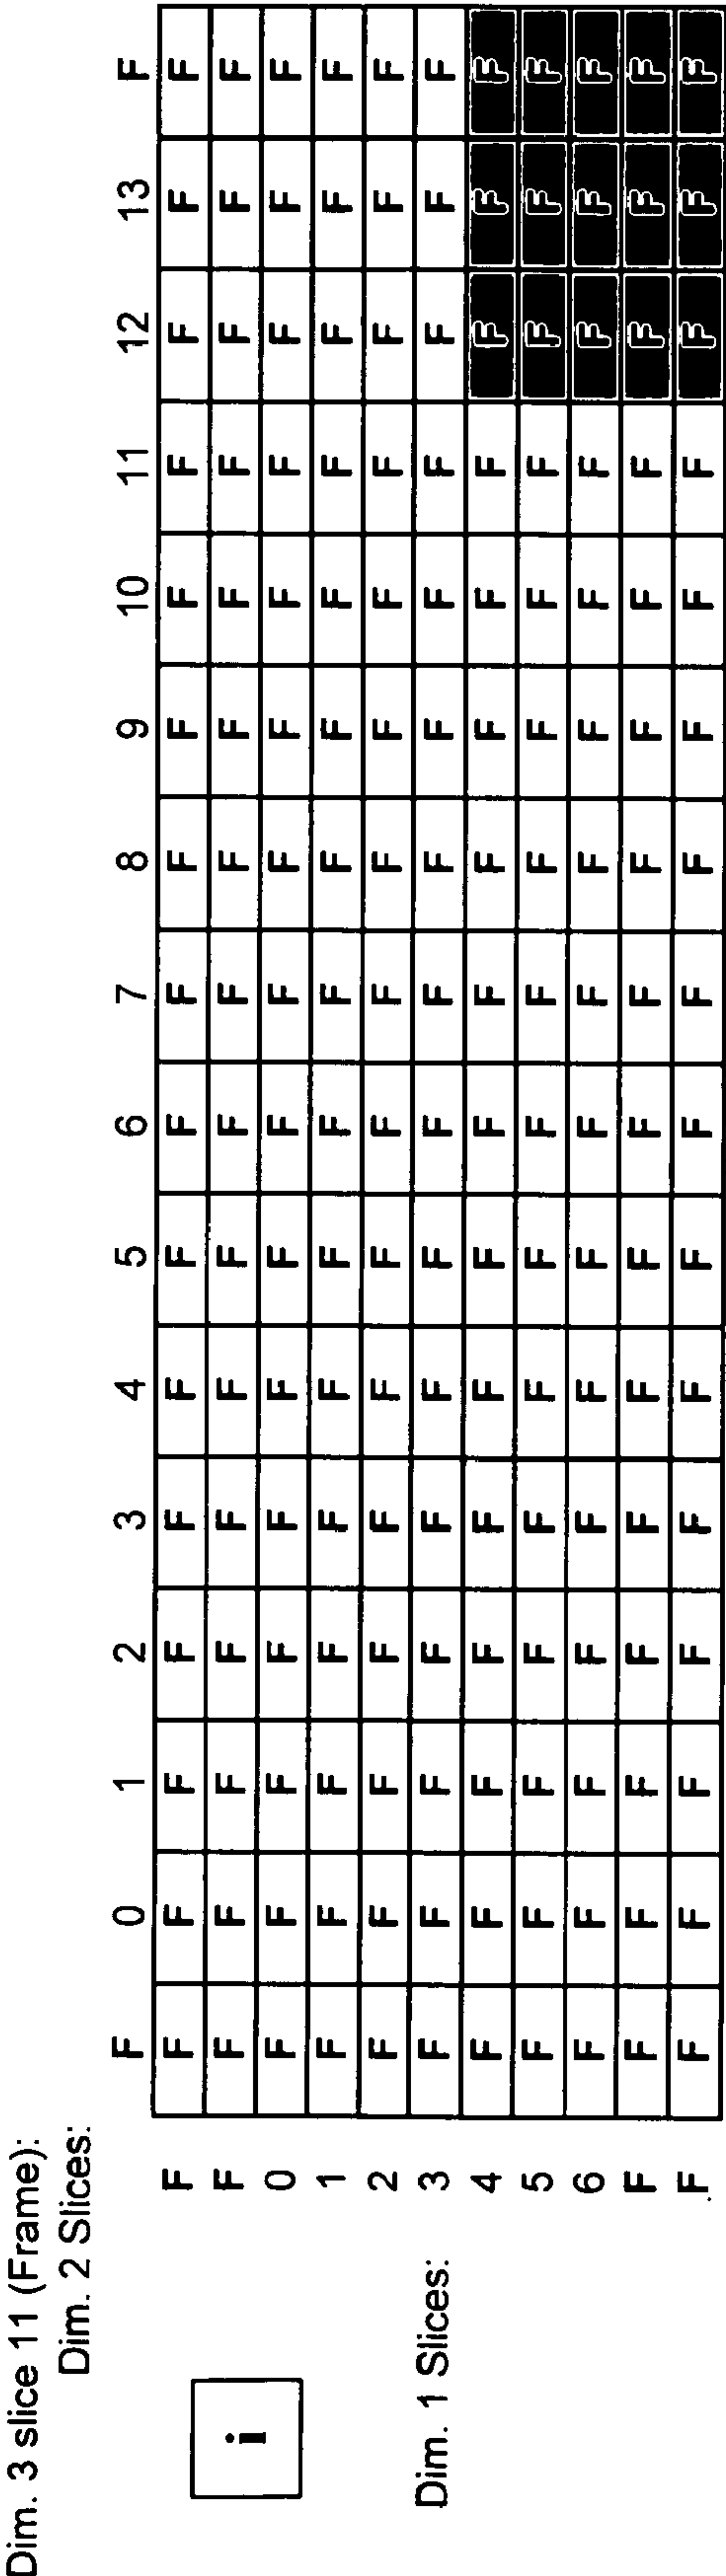 Dim. 3 slice 11 (Frame):
Dim. 2 Slices:
F 0 1 2 3 4 5 6 7 8 9 10 11 12 13 F
i
Dim. 1 Slices:
F F F F F F F F F F F F F F F F F
F F F F F F F F F F F F F F F F F
0 F F F F F F F F F F F F F F F F
1 F F F F F F F F F F F F F F F F
2 F F F F F F F F F F F F F F F F
3 F F F F F F F F F F F F F F F F
4 F F F F F F F F F F F F F F F F
5 F F F F F F F F F F F F F F F F
6 F F F F F F F F F F F F F F F F
F F F F F F F F F F F F F F F F F
F F F F F F F F F F F F F F F F F